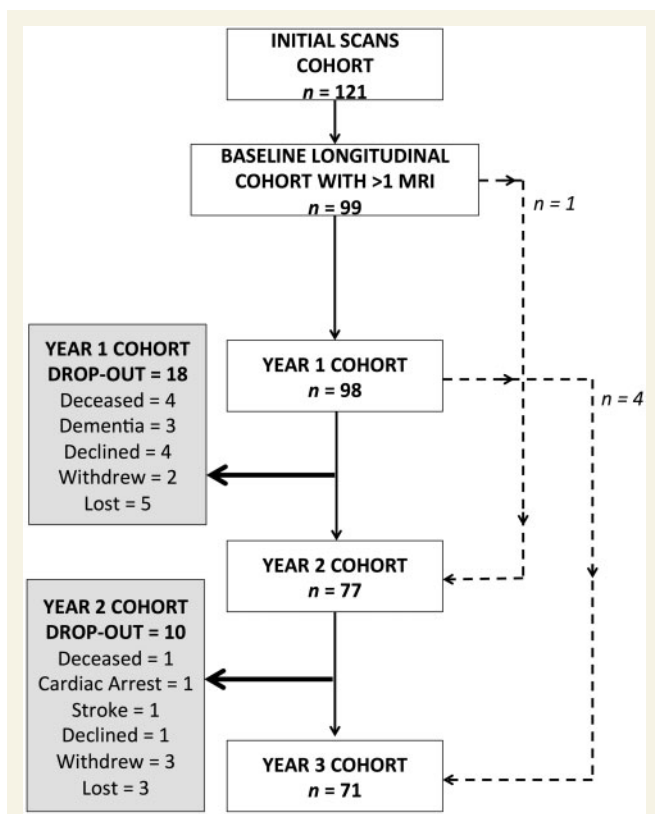 INITIAL SCANS
COHORT
n = 121
BASELINE LONGITUDINAL
COHORT WITH >1 MRI
n = 99
n = 1
YEAR 1 COHORT
DROP-OUT = 18
Deceased = 4
Dementia = 3
Declined = 4
Withdrew = 2
Lost = 5
YEAR 1 COHORT
n = 98
n = 4
YEAR 2 COHORT
n = 77
YEAR 2 COHORT
DROP-OUT = 10
Deceased = 1
Cardiac Arrest = 1
Stroke = 1
Declined = 1
Withdrew = 3
Lost = 3
YEAR 3 COHORT
n = 71